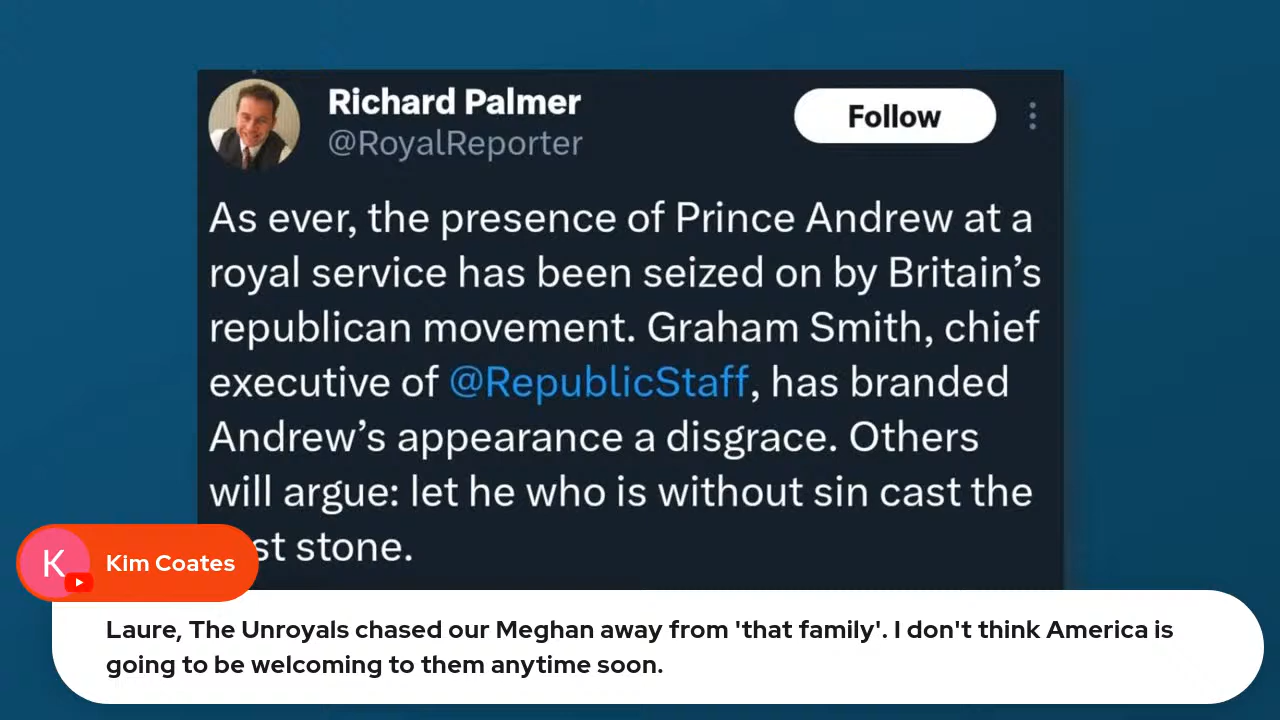 Richard Palmer
@RoyalReporter
Follow
As ever, the presence of Prince Andrew at a
royal service has been seized on by Britain’s
republican movement. Graham Smith, chief
executive of @RepublicStaff, has branded
Andrew’s appearance a disgrace. Others
will argue: let he who is without sin cast the
stone.
K
Kim Coates
Laure, The Unroyals chased our Meghan away from 'that family'. I don't think America is
going to be welcoming to them anytime soon.